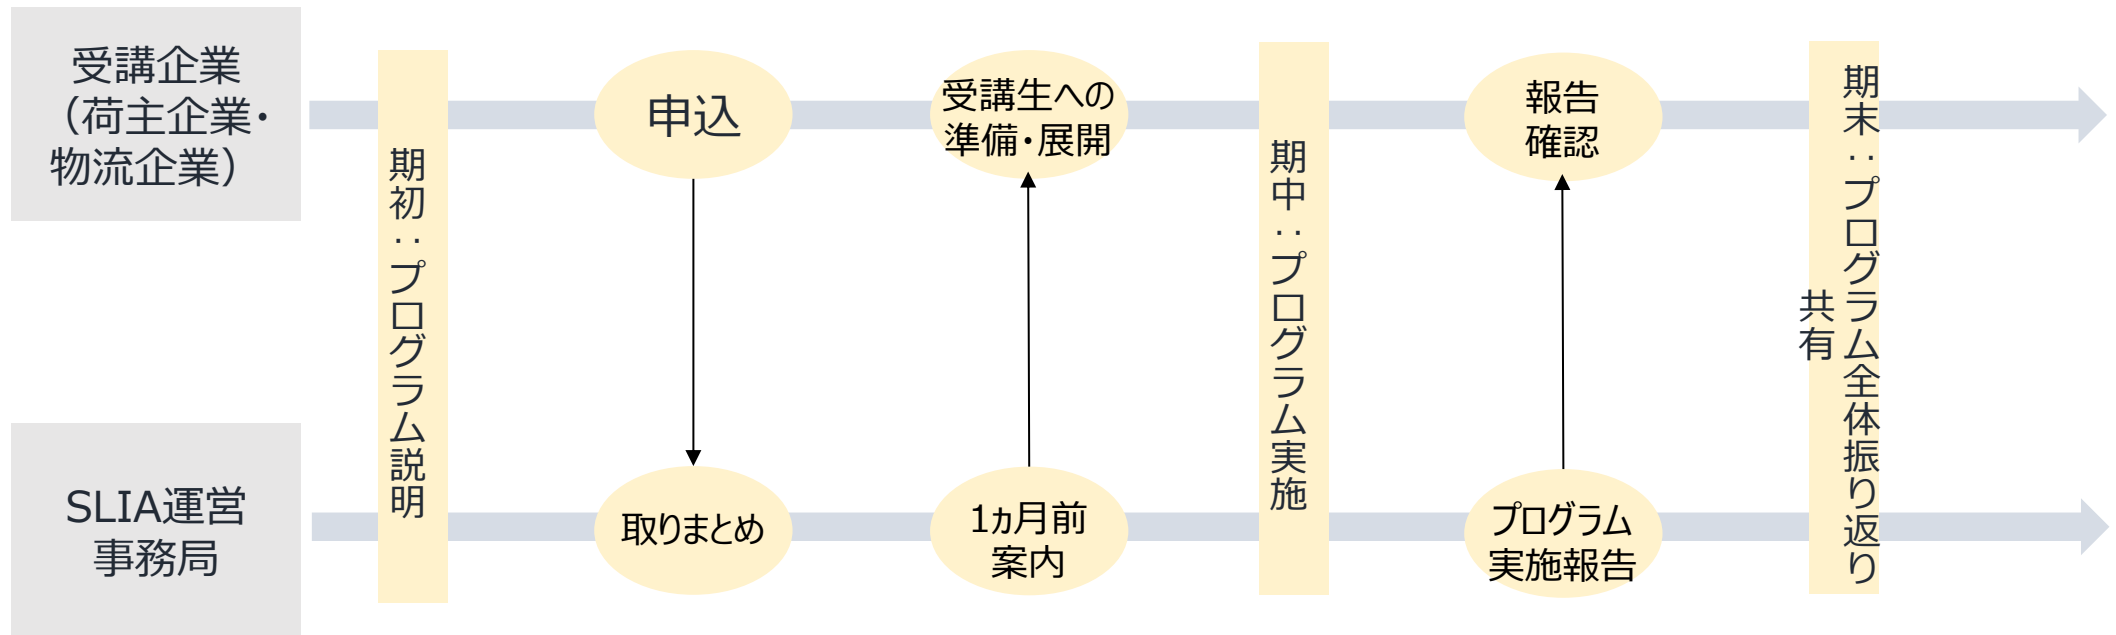 受講企業
（荷主企業・
物流企業）
期初：プログラム説明
申込
受講生への
準備・展開
期中：プログラム実施
報告
確認
期末：プログラム全体振り返り
共有
SLIA運営
事務局
取りまとめ
1ヵ月前
案内
プログラム
実施報告